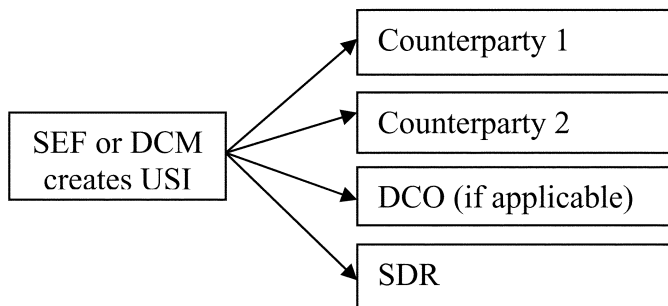 SEF or DCM
creates USI
Counterparty 1
Counterparty 2
DCO (if applicable)
SDR